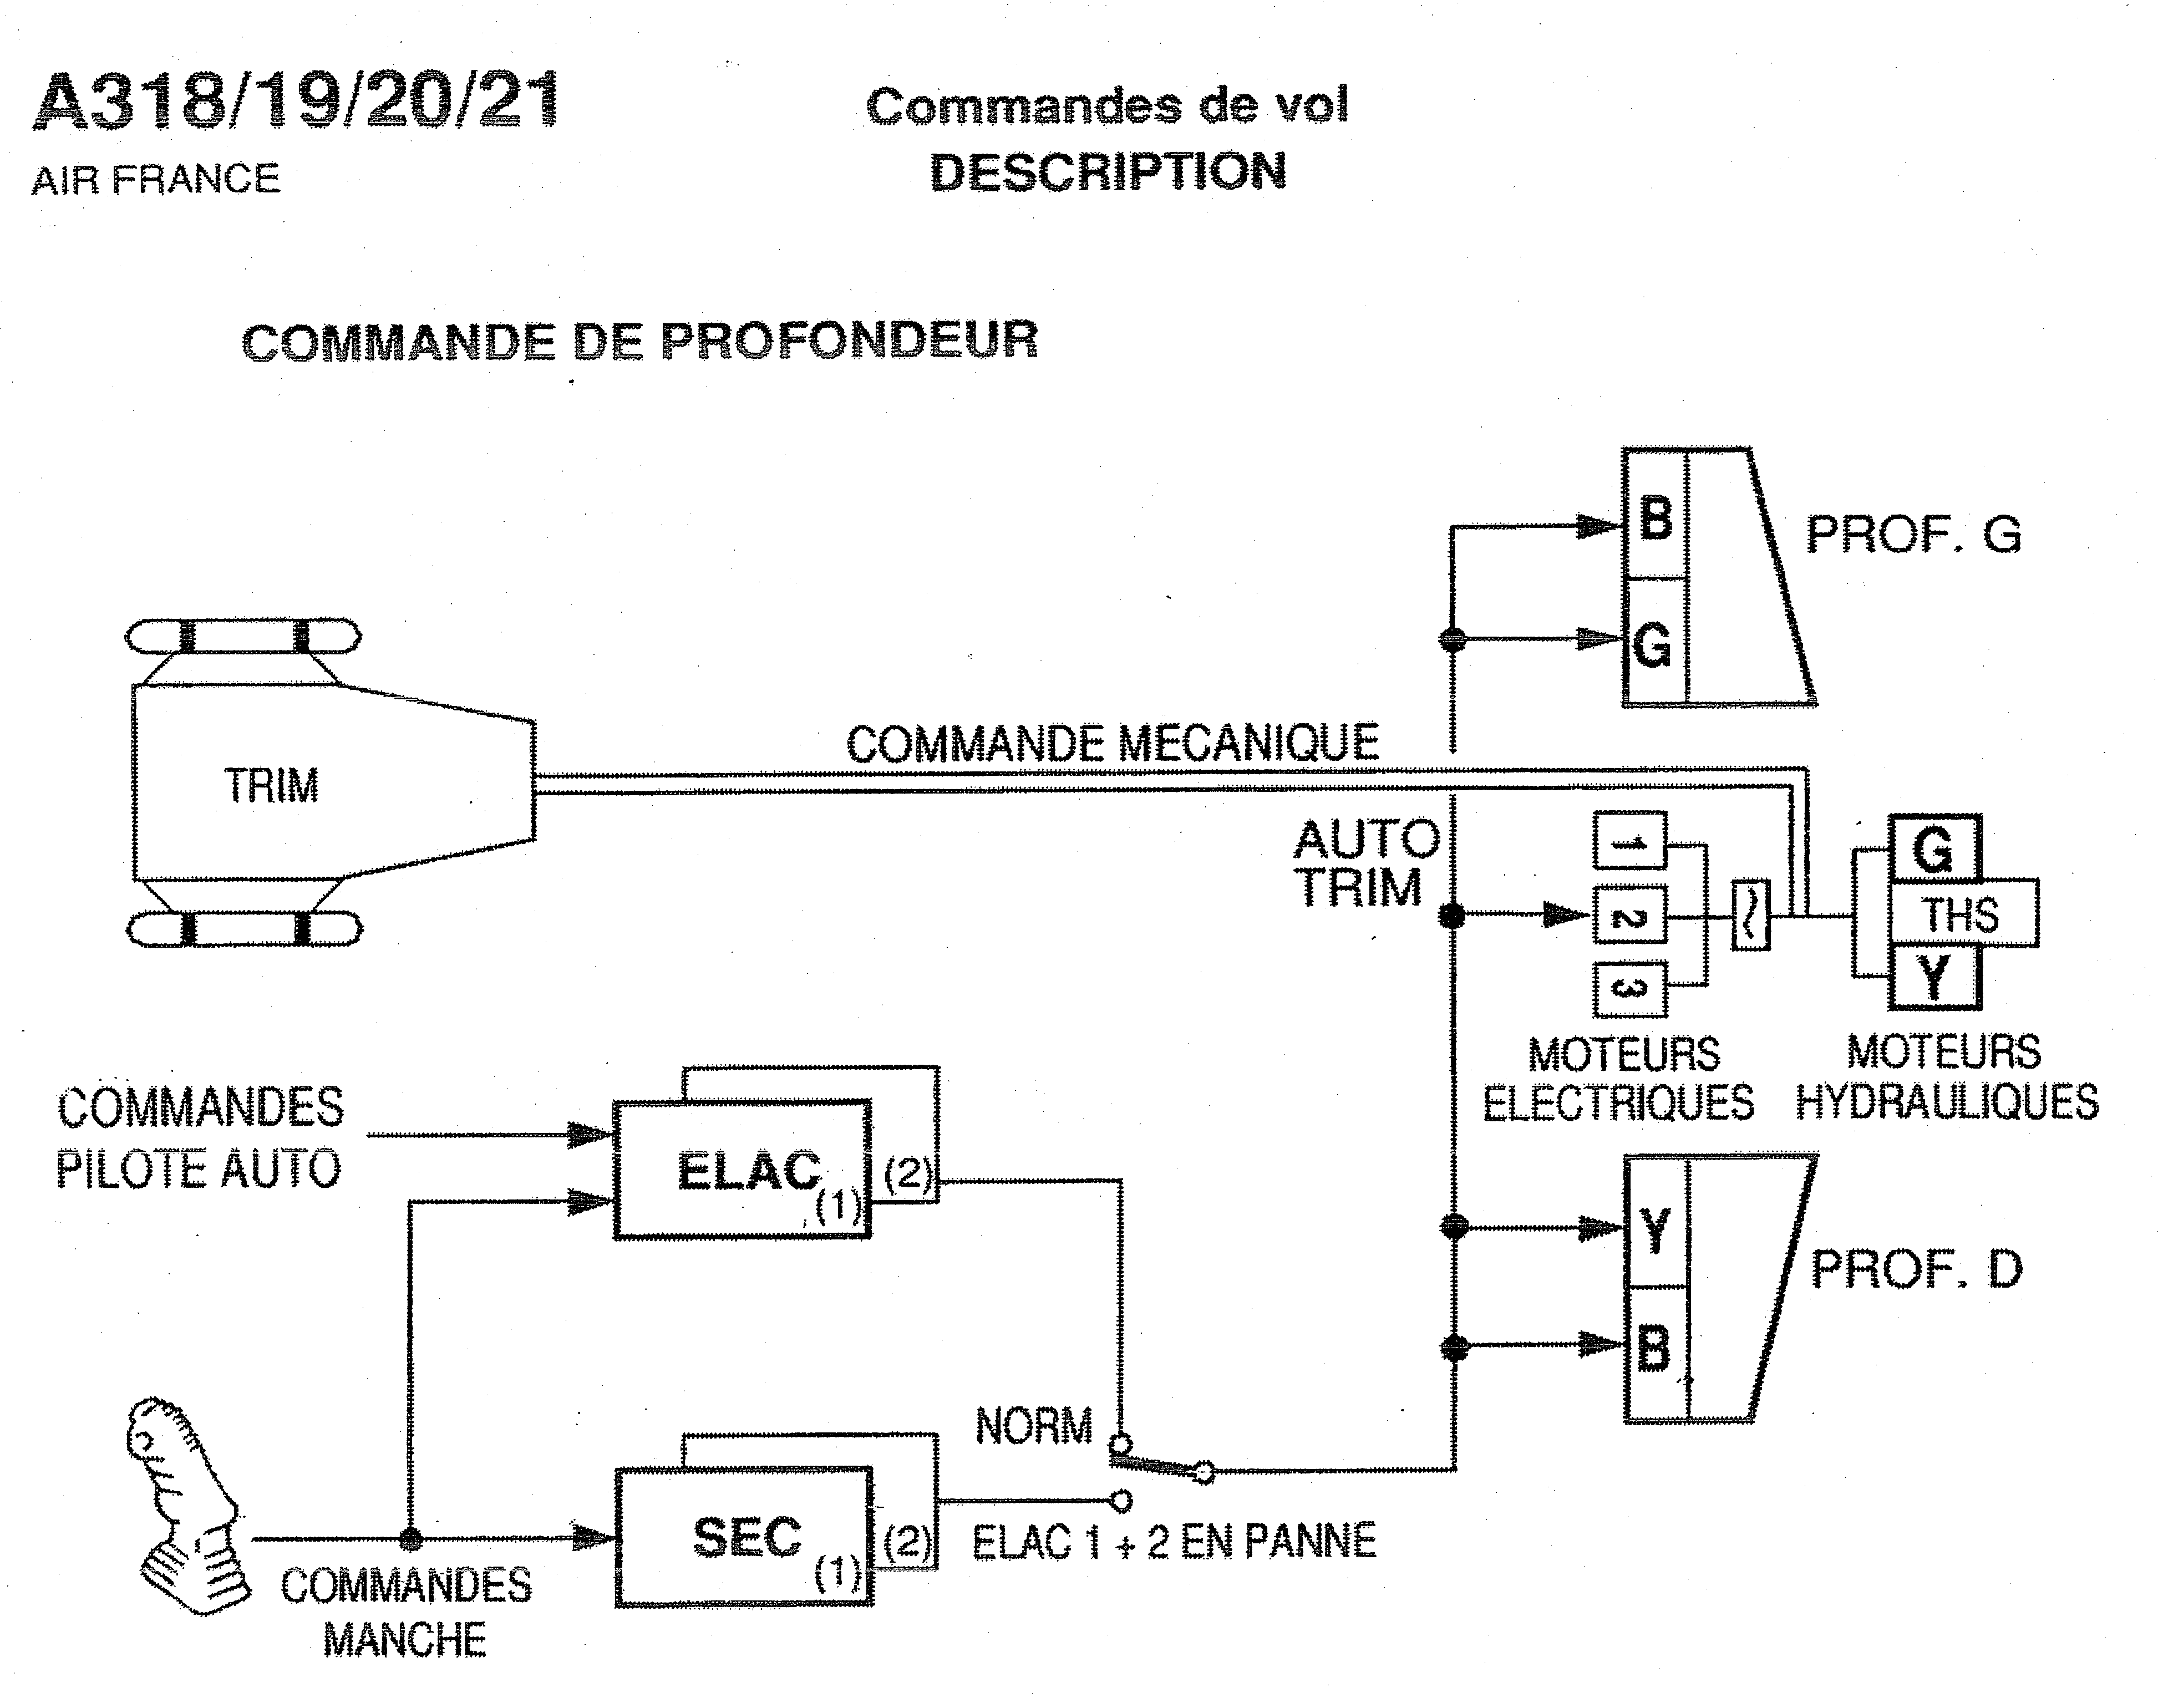 A318/19/20/21
AIR FRANCE
Commandes de vol
DESCRIPTION
COMMANDE DE PROFONDEUR
B
G
PROF. G
COMMANDE MECANIQUE
TRIM
AUTO
TRIM
1
2
3
G
THS
Y
MOTEURS
ELECTRIQUES
MOTEURS
HYDRAULIQUES
COMMANDES
PILOTE AUTO
ELAC
(1)
(2)
Y
B
PROF. D
NORM
SEC
(1)
(2)
ELAC 1 + 2 EN PANNE
COMMANDES
MANCHE